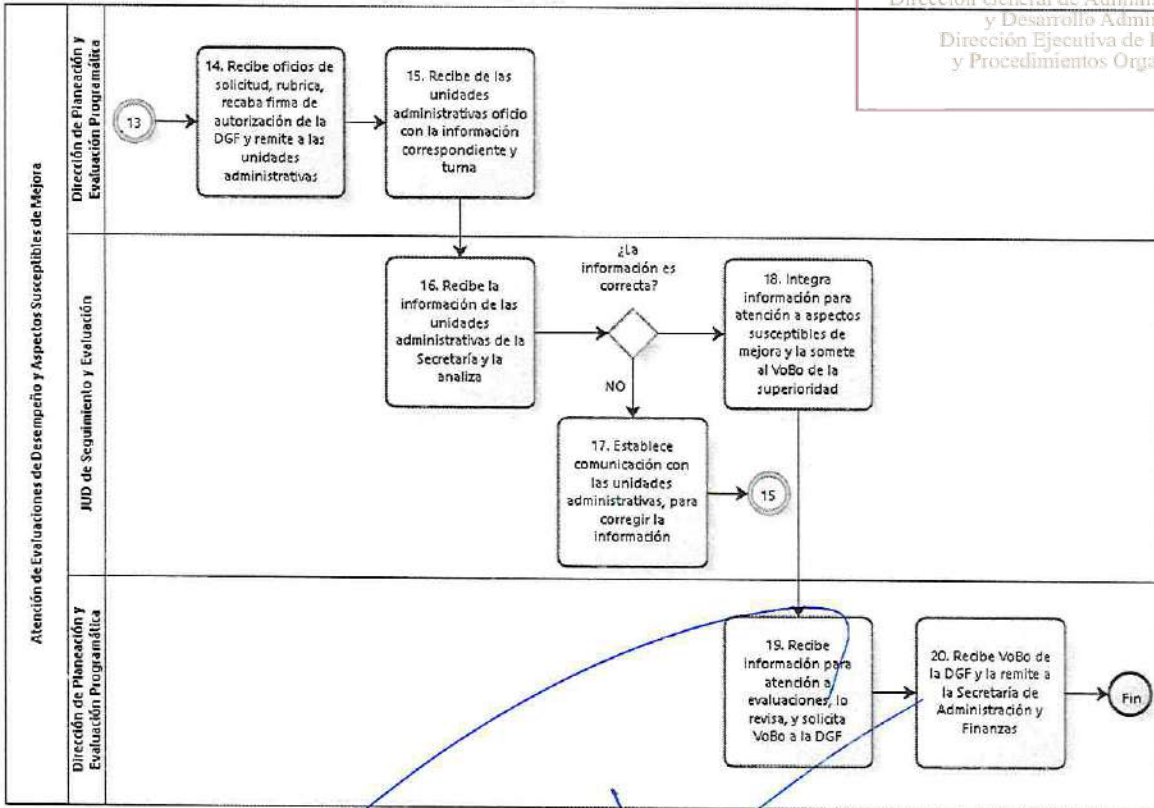 Dirección General de
y Desarrollo
Dirección Ejecutiva de
y Procedimientos
Atención de Evaluaciones de Desempeño y Aspectos Susceptibles de Mejora
Dirección de Planeación y
Evaluación Programática
13
14. Recibe oficios de
solicitud, rubrica,
recaba firma de
autorización de la
DGF y remite a las
unidades
administrativas
15. Recibe de las
unidades
administrativas oficio
con la información
correspondiente y
turna
JUD de Seguimiento y Evaluación
16. Recibe la
información de las
unidades
administrativas de la
Secretaría y la
analiza
¿La
información es
correcta?
NO
17. Establece
comunicación con
las unidades
administrativas, para
corregir la
información
15
18. Integra
información para
atención a aspectos
susceptibles de
mejora y la somete
al VoBo de la
superioridad
Dirección de Planeación y
Evaluación Programática
19. Recibe
información para
atención a
evaluaciones, lo
revisa, y solicita
VoBo a la DGF
20. Recibe VoBo de
la DGF y la remite a
la Secretaría de
Administración y
Finanzas
Fin